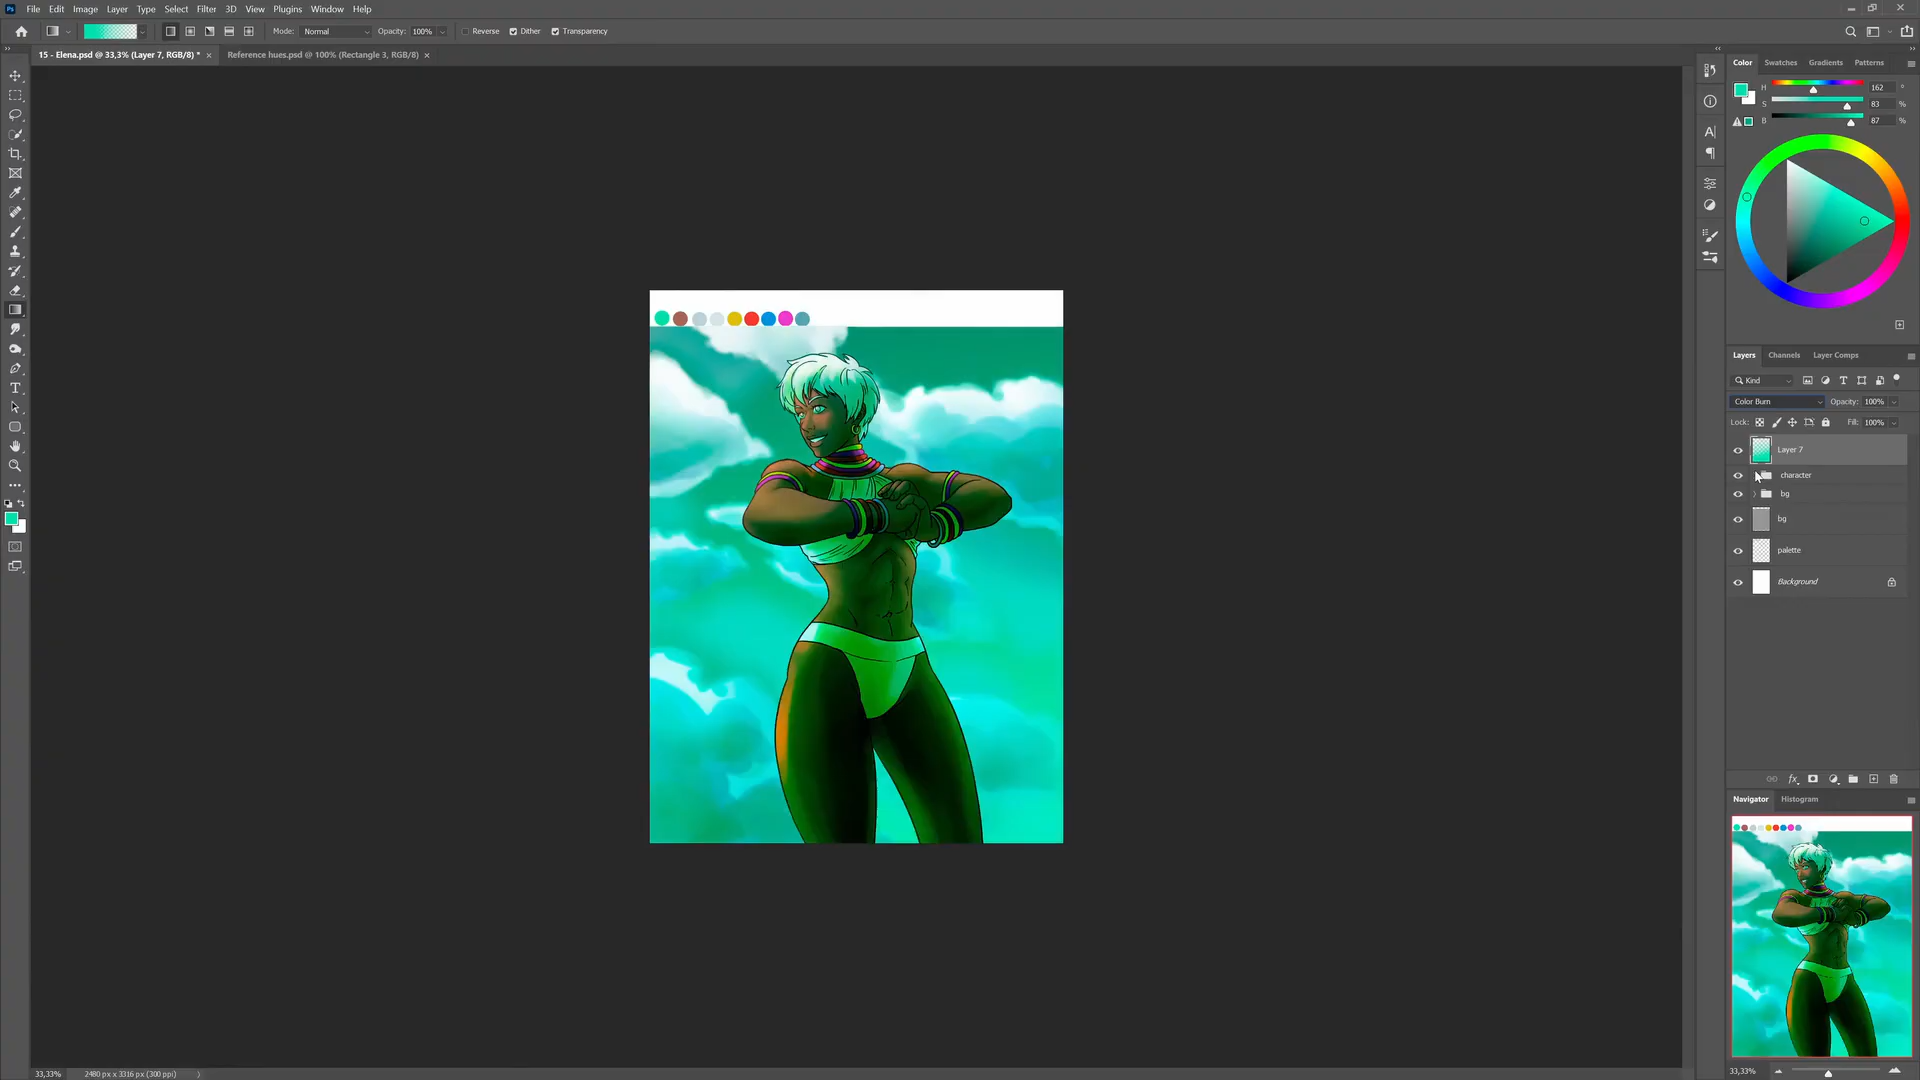 Ps File Edit Image Layer Type Select Filter 3D View Plugins Window Help
Mode: Normal Opacity: 100% Reverse Dither Transparency
15 - Elena.psd @ 33,3% (Layer 7, RGB/8) * × Reference hues.psd @ 100% (Rectangle 3, RGB/8) ×
Color Swatches Gradients Patterns
H 162 °
S 83 %
B 87 %
Layers Channels Layer Comps
Kind
Color Burn Opacity: 100%
Lock: Fill: 100%
Layer 7
character
bg
bg
palette
Background
fx
Navigator Histogram
33,33%
33,33% 2480 px x 3316 px (300 ppi)